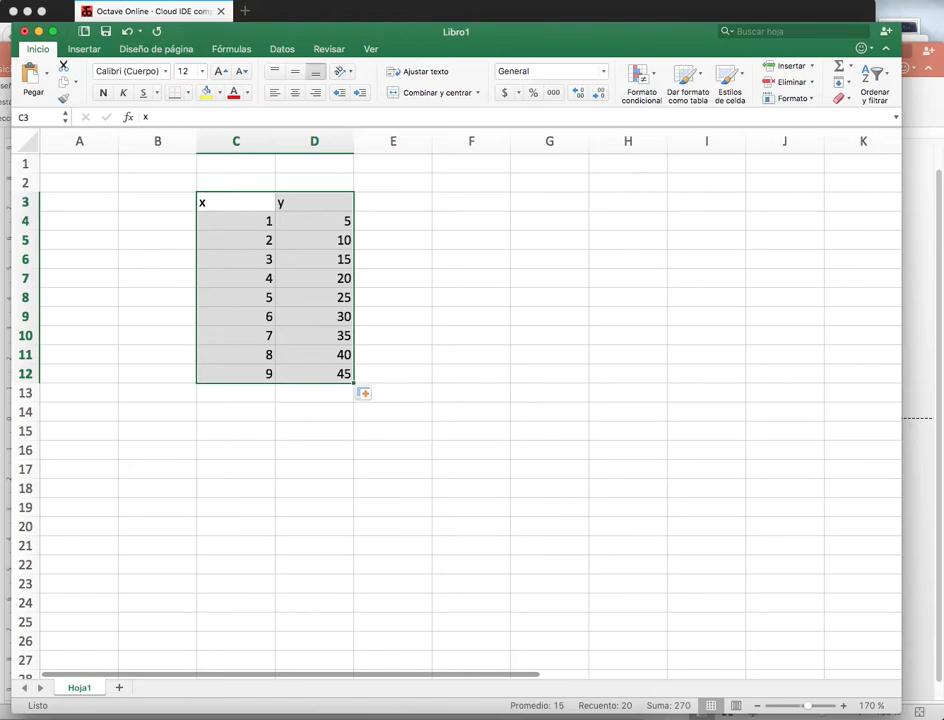 Octave Online · Cloud IDE com
Libro1
Buscar hoja
Inicio Insertar Diseño de página Fórmulas Datos Revisar Ver
Pegar
Calibri (Cuerpo) 12 A A
N K S A
Ajustar texto
Combinar y centrar
General
$ % 000
Formato condicional
Dar formato como tabla
Estilos de celda
Insertar
Eliminar
Formato
Ordenar y filtrar
C3 fx x
A B C D E F G H I J K
1
2
3 x y
4 1 5
5 2 10
6 3 15
7 4 20
8 5 25
9 6 30
10 7 35
11 8 40
12 9 45
13
14
15
16
17
18
19
20
21
22
23
24
25
26
27
28
Hoja1
Listo Promedio: 15 Recuento: 20 Suma: 270 170 %